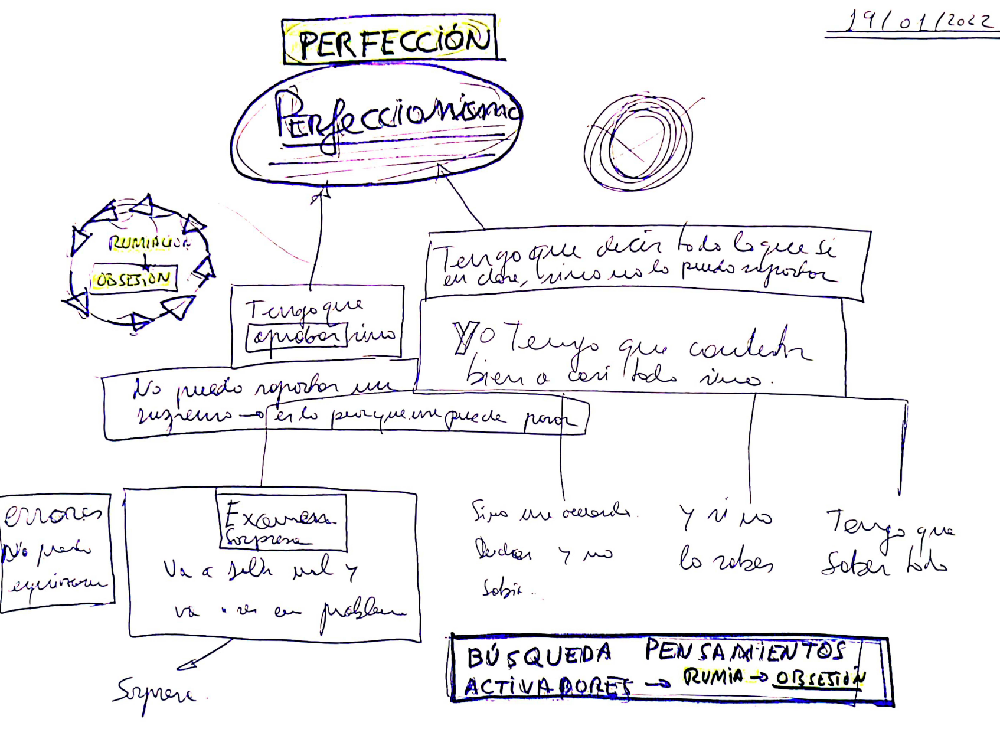 19/01/2022
PERFECCIÓN
Perfeccionismo
RUMIACION
OBSESIÓN
Tengo que decir todo lo que sé
en clase, sino no lo puedo soportar
Tengo que
aprobar sino
Yo Tengo que contestar
bien a casi todo sino.
No puedo soportar un
suspenso → es lo peor que me puede pasar
errores
No puedo
equivocarme
Examen
Sorpresa
Va a salir mal y
va a ser un problema
Sino me acuerdo.
Dudar y no
saber..
y si no
lo sabes
Tengo que
saber todo
Sorpresa.
BÚSQUEDA PENSAMIENTOS
ACTIVADORES → RUMIA → OBSESIÓN